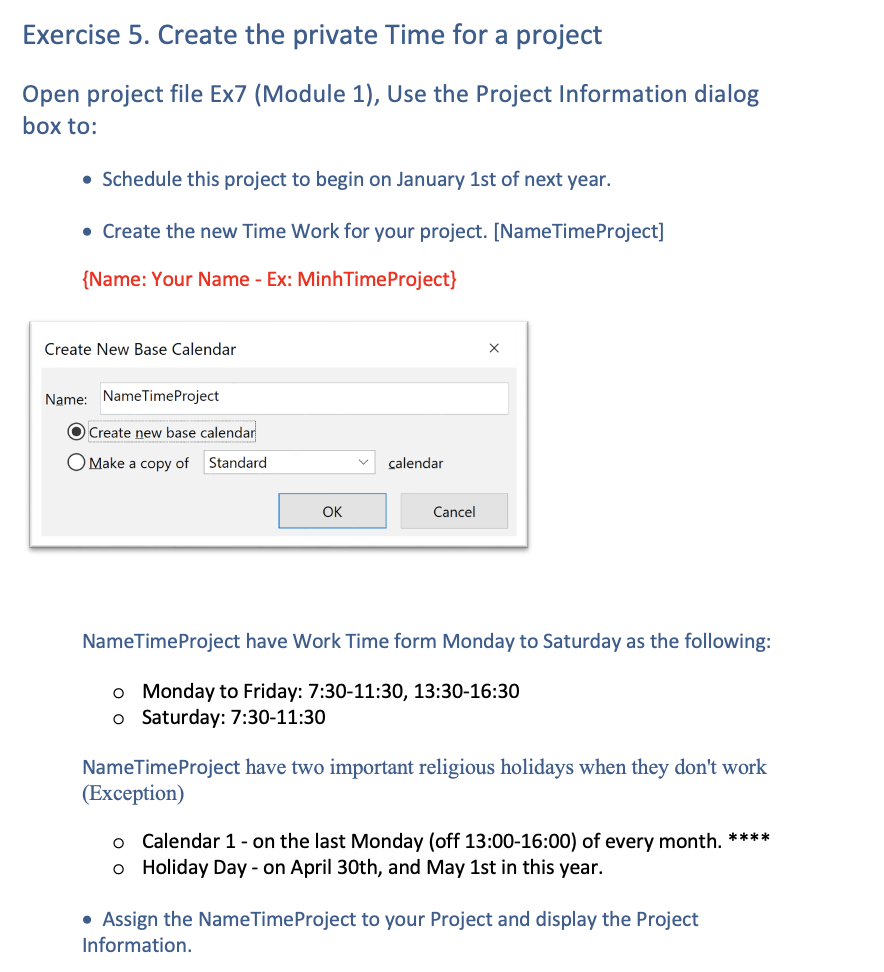 Exercise 5. Create the private Time for a project
Open project file Ex7 (Module 1), Use the Project Information dialog
box to:
• Schedule this project to begin on January 1st of next year.
• Create the new Time Work for your project. [NameTimeProject]
{Name: Your Name - Ex: MinhTimeProject}
Create New Base Calendar
Name: NameTimeProject
Create new base calendar
Make a copy of Standard calendar
OK Cancel
NameTimeProject have Work Time form Monday to Saturday as the following:
o Monday to Friday: 7:30-11:30, 13:30-16:30
o Saturday: 7:30-11:30
NameTimeProject have two important religious holidays when they don't work
(Exception)
o Calendar 1 - on the last Monday (off 13:00-16:00) of every month. ****
o Holiday Day - on April 30th, and May 1st in this year.
• Assign the NameTimeProject to your Project and display the Project
Information.